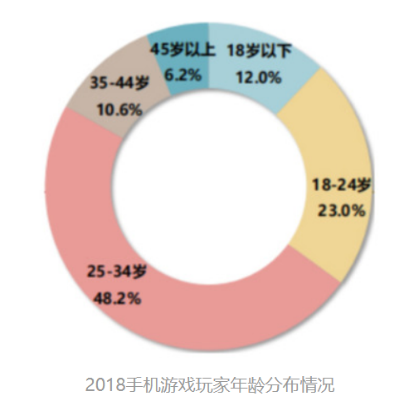 45岁以上
6.2%
18岁以下
12.0%
35-44岁
10.6%
18-24岁
23.0%
25-34岁
48.2%
2018手机游戏玩家年龄分布情况